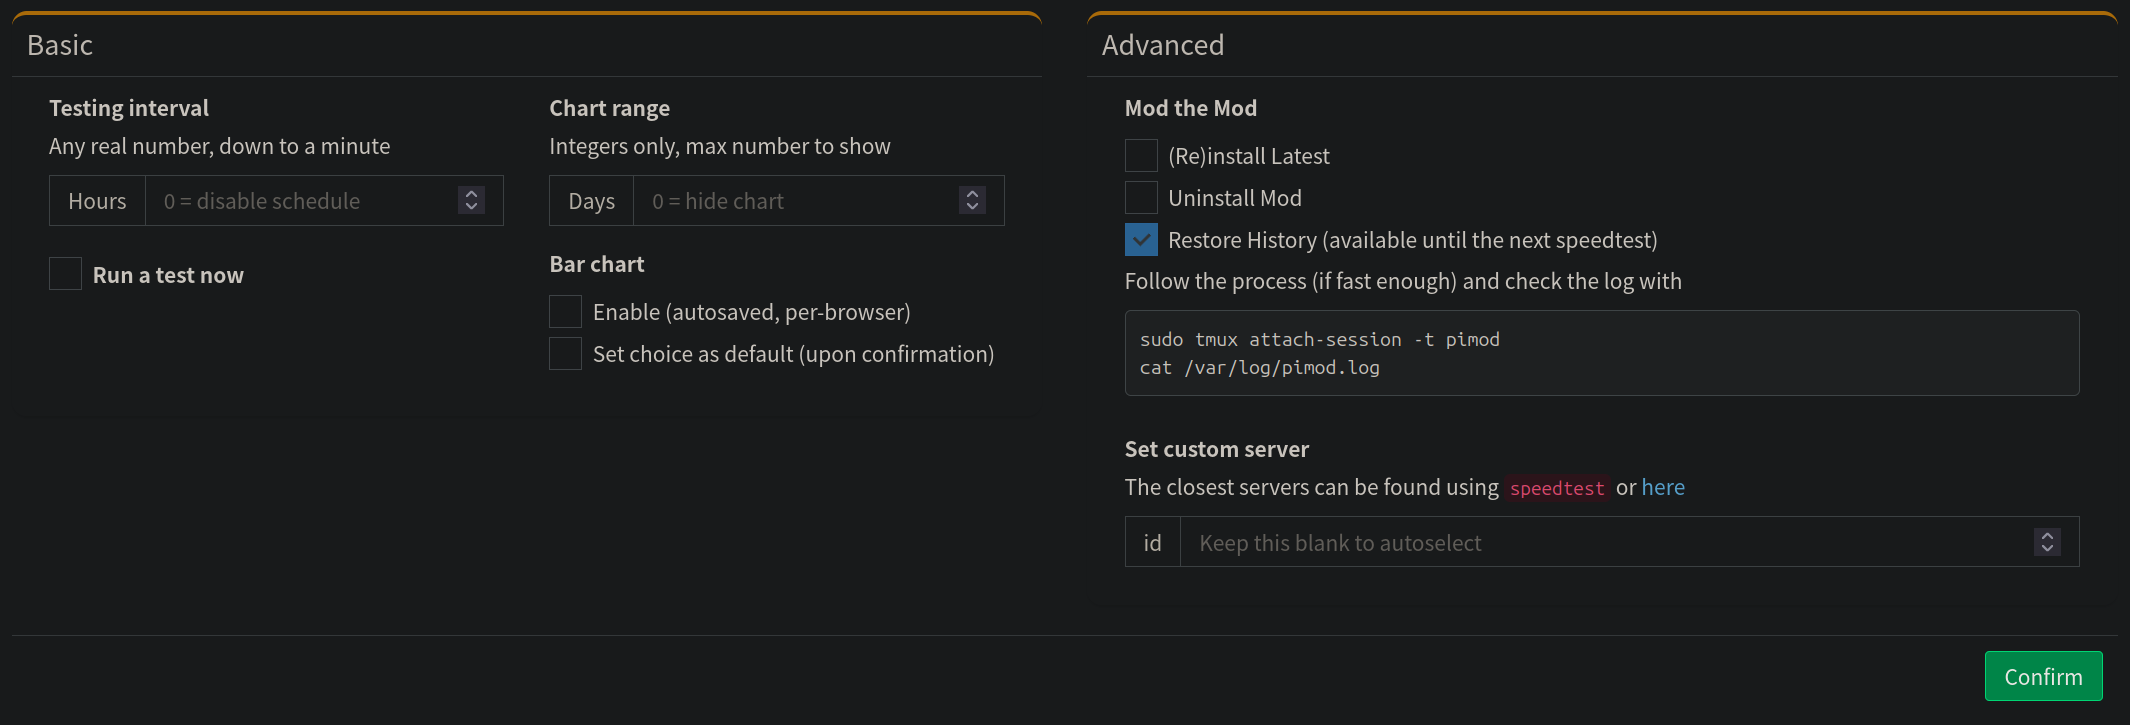 Basic
Testing interval
Any real number, down to a minute
Hours 0 = disable schedule
Run a test now
Chart range
Integers only, max number to show
Days 0 = hide chart
Bar chart
Enable (autosaved, per-browser)
Set choice as default (upon confirmation)
Advanced
Mod the Mod
(Re)install Latest
Uninstall Mod
Restore History (available until the next speedtest)
Follow the process (if fast enough) and check the log with
sudo tmux attach-session -t pimod
cat /var/log/pimod.log
Set custom server
The closest servers can be found using speedtest or here
id Keep this blank to autoselect
Confirm